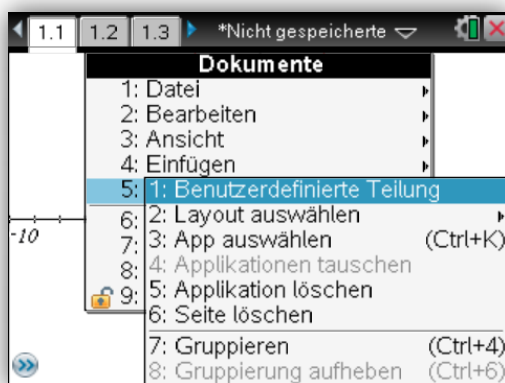 1.1 1.2 1.3 *Nicht gespeicherte
Dokumente
1: Datei
2: Bearbeiten
3: Ansicht
4: Einfügen
5:
1: Benutzerdefinierte Teilung
6:
2: Layout auswählen
7:
3: App auswählen (Ctrl+K)
8:
4: Applikationen tauschen
9:
5: Applikation löschen
6: Seite löschen
7: Gruppieren (Ctrl+4)
8: Gruppierung aufheben (Ctrl+6)
-10